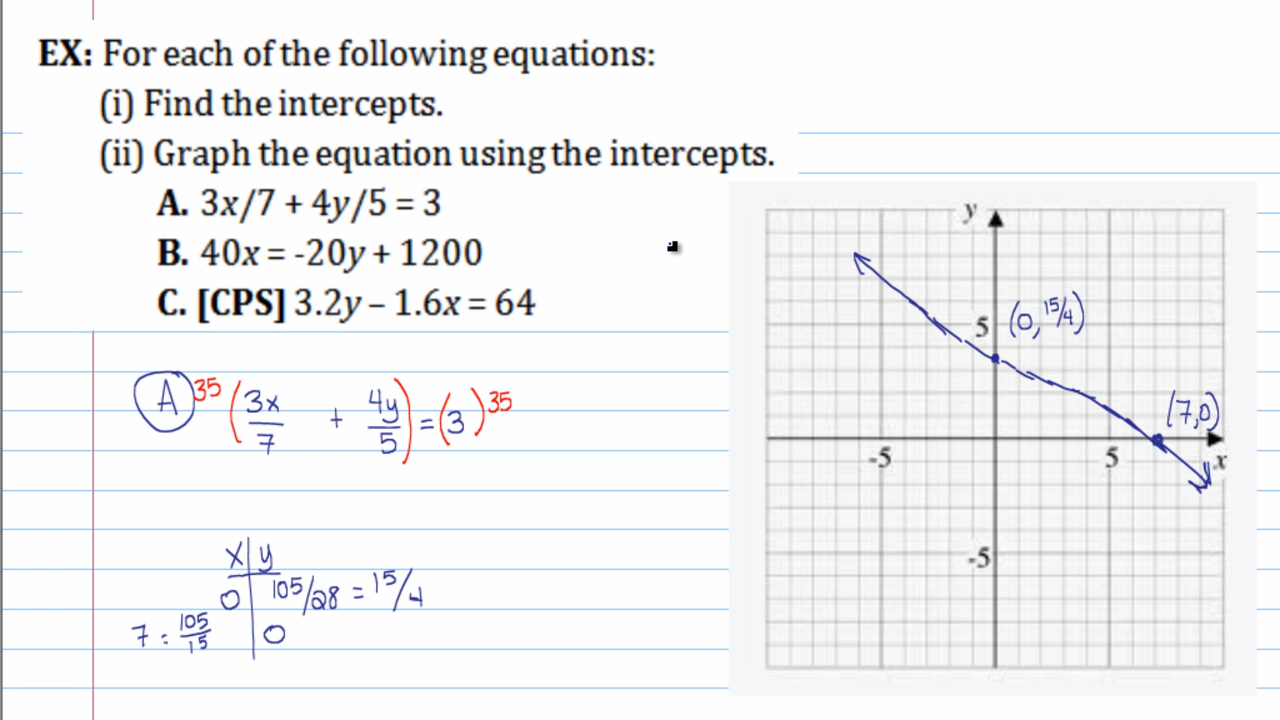 EX: For each of the following equations:
(i) Find the intercepts.
(ii) Graph the equation using the intercepts.
A. 3x/7 + 4y/5 = 3
B. 40x = -20y + 1200
C. [CPS] 3.2y – 1.6x = 64
A 35 (3x/7 + 4y/5) = (3) 35
x | y
0 | 105/28 = 15/4
7 = 105/15 | 0
y
5 (0, 15/4)
(7,0)
-5 5 x
-5